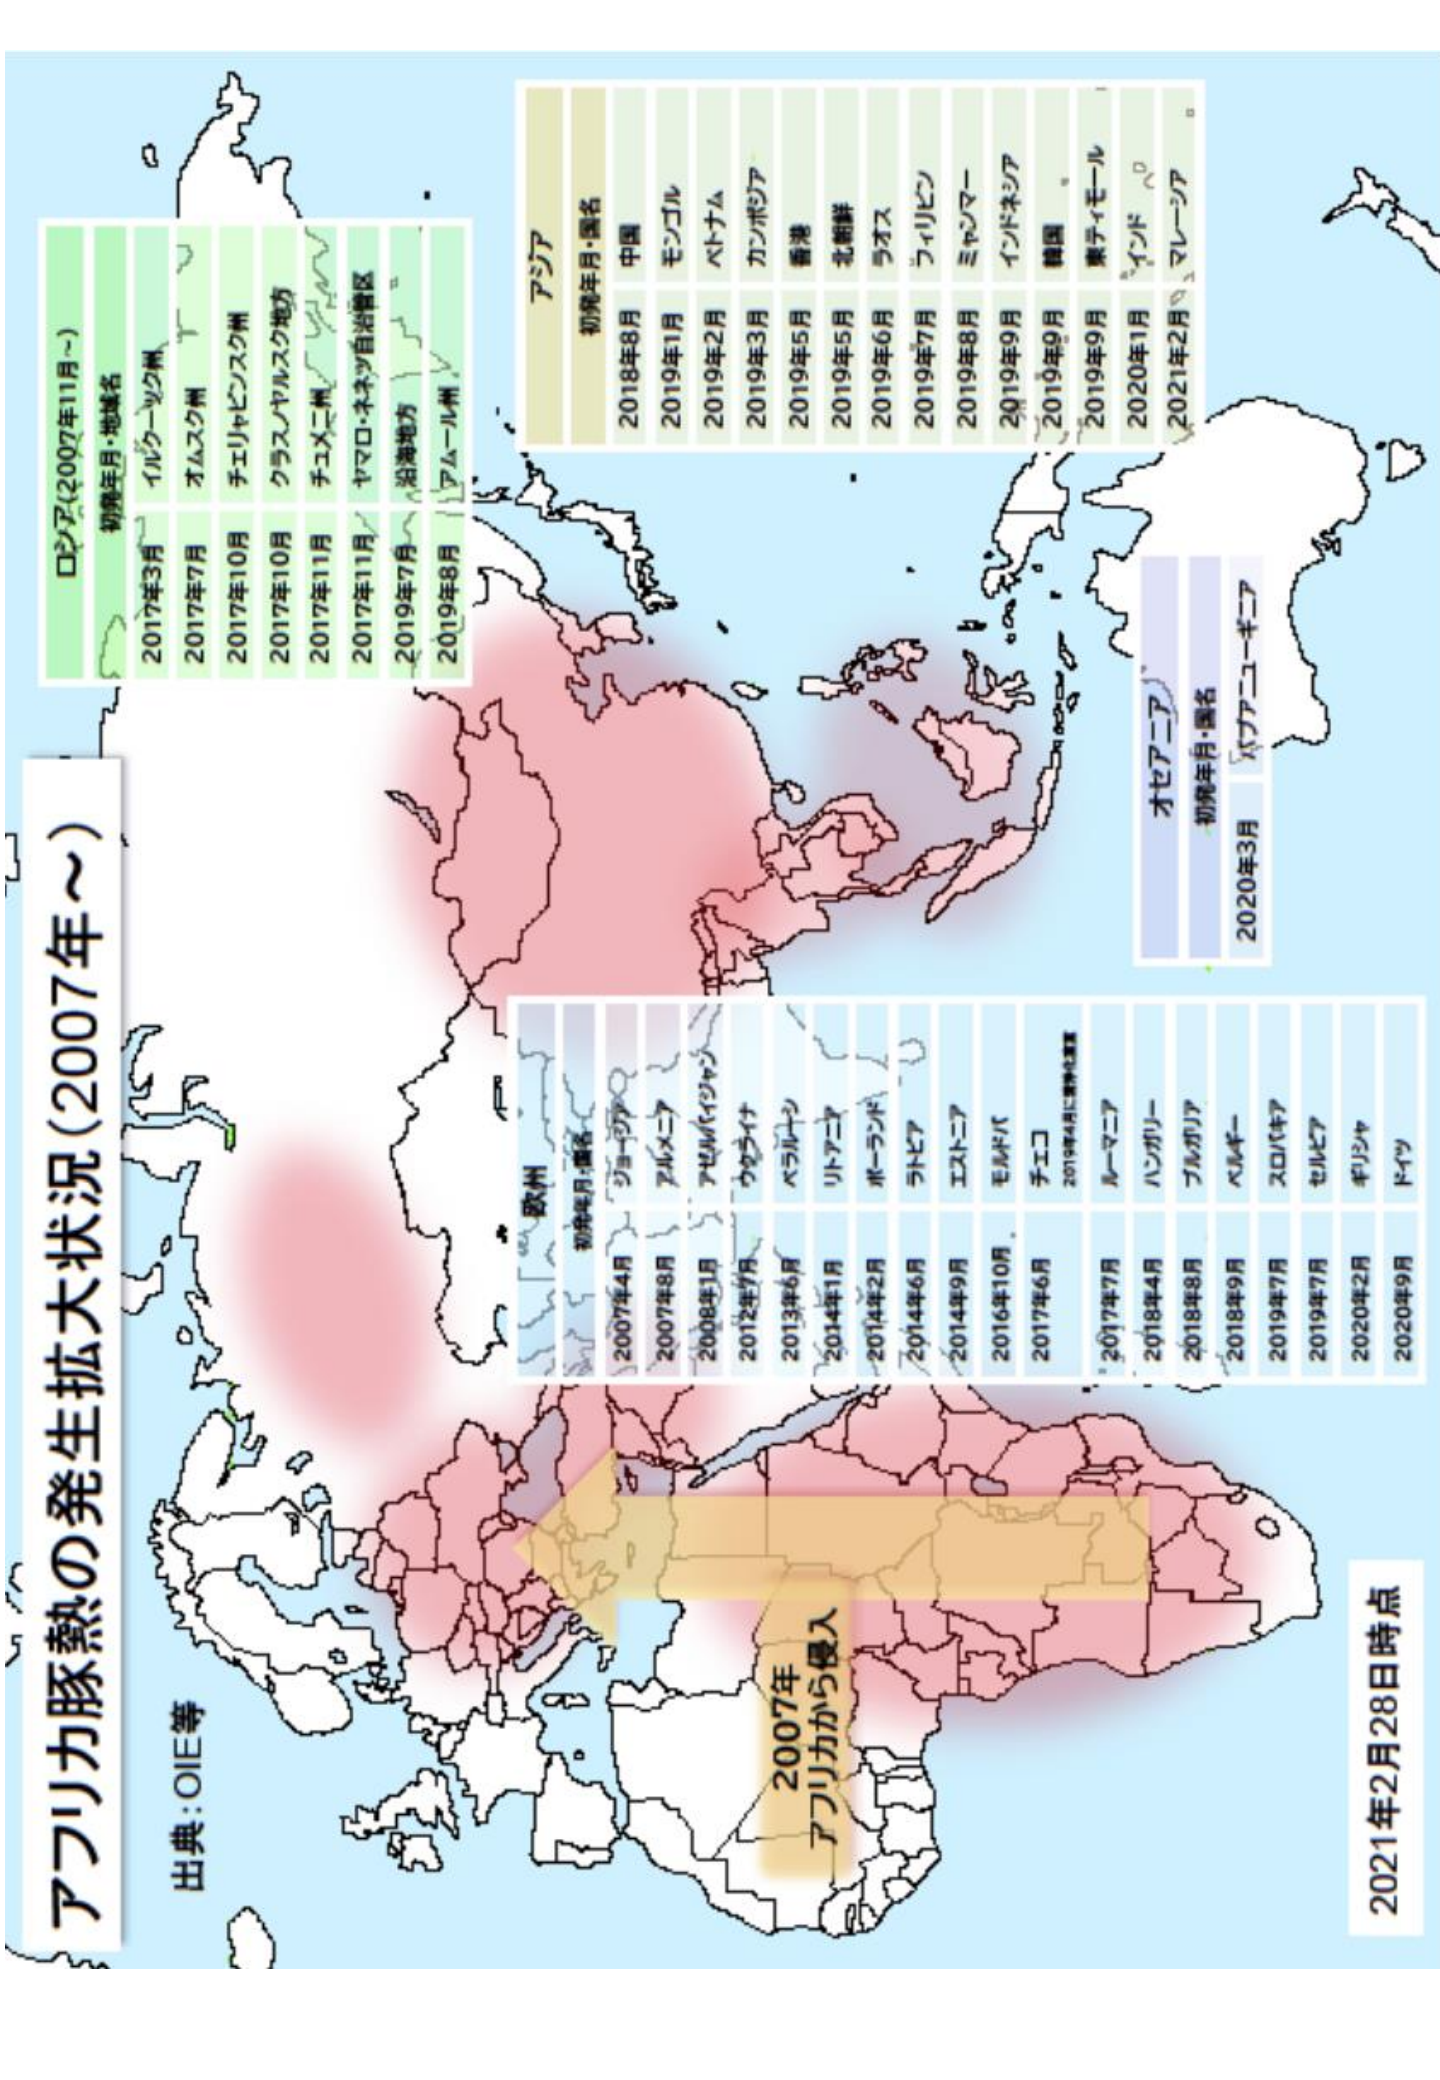 アフリカ豚熱の発生拡大状況(2007年～)
出典:OIE等
ロシア(2007年11月～)
初発年月・地域名
2017年3月 イルクーツク州
2017年7月 オムスク州
2017年10月 チェリャビンスク州
2017年10月 クラスノヤルスク地方
2017年11月 チュメニ州
2017年11月 ヤマロ・ネネツ自治管区
2019年7月 沿海地方
2019年8月 アムール州
欧州
初発年月・国名
2007年4月 ジョージア
2007年8月 アルメニア
2008年1月 アゼルバイジャン
2012年7月 ウクライナ
2013年6月 ベラルーシ
2014年1月 リトアニア
2014年2月 ポーランド
2014年6月 ラトビア
2014年9月 エストニア
2016年10月 モルドバ
2017年6月 チェコ
2019年4月に清浄化宣言
2017年7月 ルーマニア
2018年4月 ハンガリー
2018年8月 ブルガリア
2018年9月 ベルギー
2019年7月 スロバキア
2019年7月 セルビア
2020年2月 ギリシャ
2020年9月 ドイツ
アジア
初発年月・国名
2018年8月 中国
2019年1月 モンゴル
2019年2月 ベトナム
2019年3月 カンボジア
2019年5月 香港
2019年5月 北朝鮮
2019年6月 ラオス
2019年7月 フィリピン
2019年8月 ミャンマー
2019年9月 インドネシア
2019年9月 韓国
2019年9月 東ティモール
2020年1月 インド
2021年2月 マレーシア
オセアニア
初発年月・国名
2020年3月 パプアニューギニア
2007年
アフリカから侵入
2021年2月28日時点